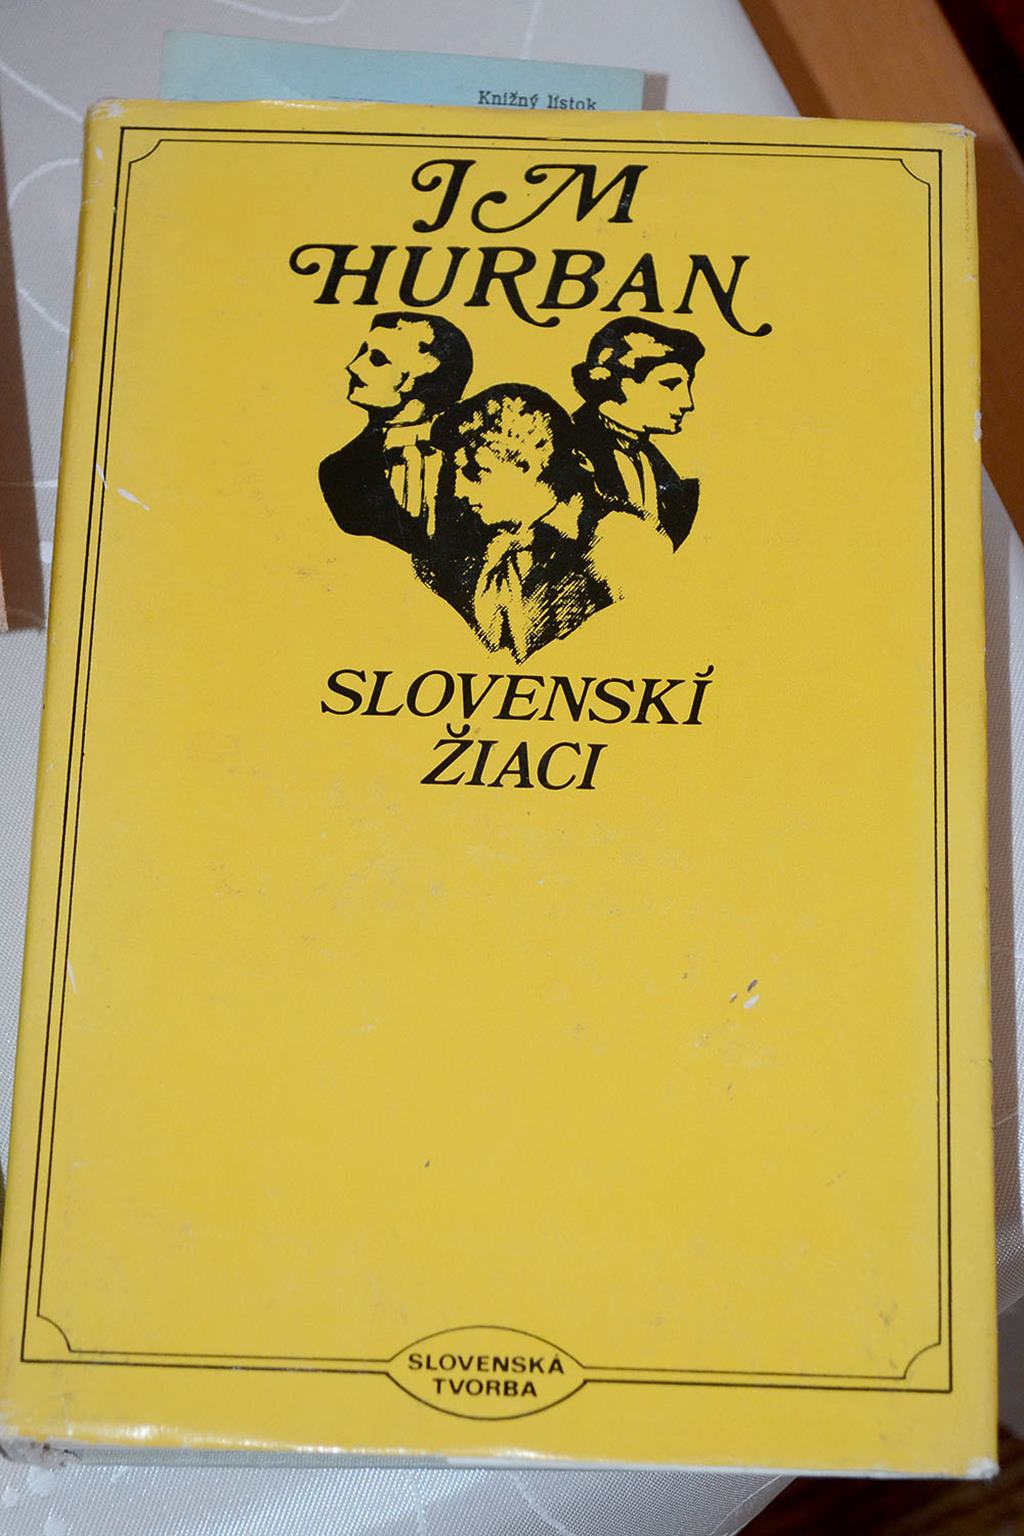 Knižný lístok
J M
HURBAN
SLOVENSKÍ
ŽIACI
SLOVENSKÁ
TVORBA